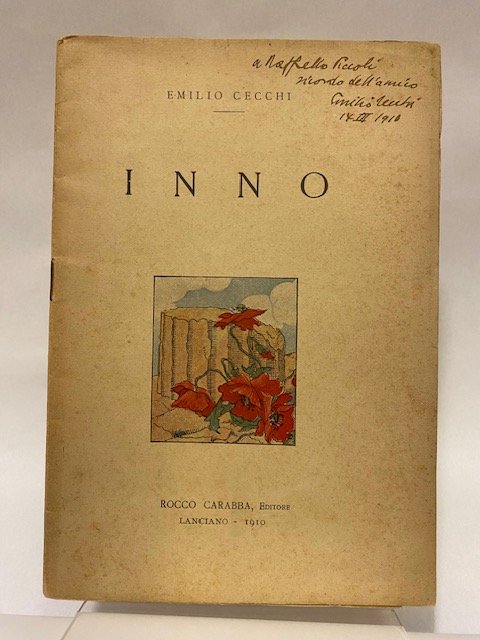 a Raffaello Piccoli
ricordo dell'amico
Emilio Cecchi
14 III 1910
EMILIO CECCHI
INNO
ROCCO CARABBA, EDITORE
LANCIANO - 1910